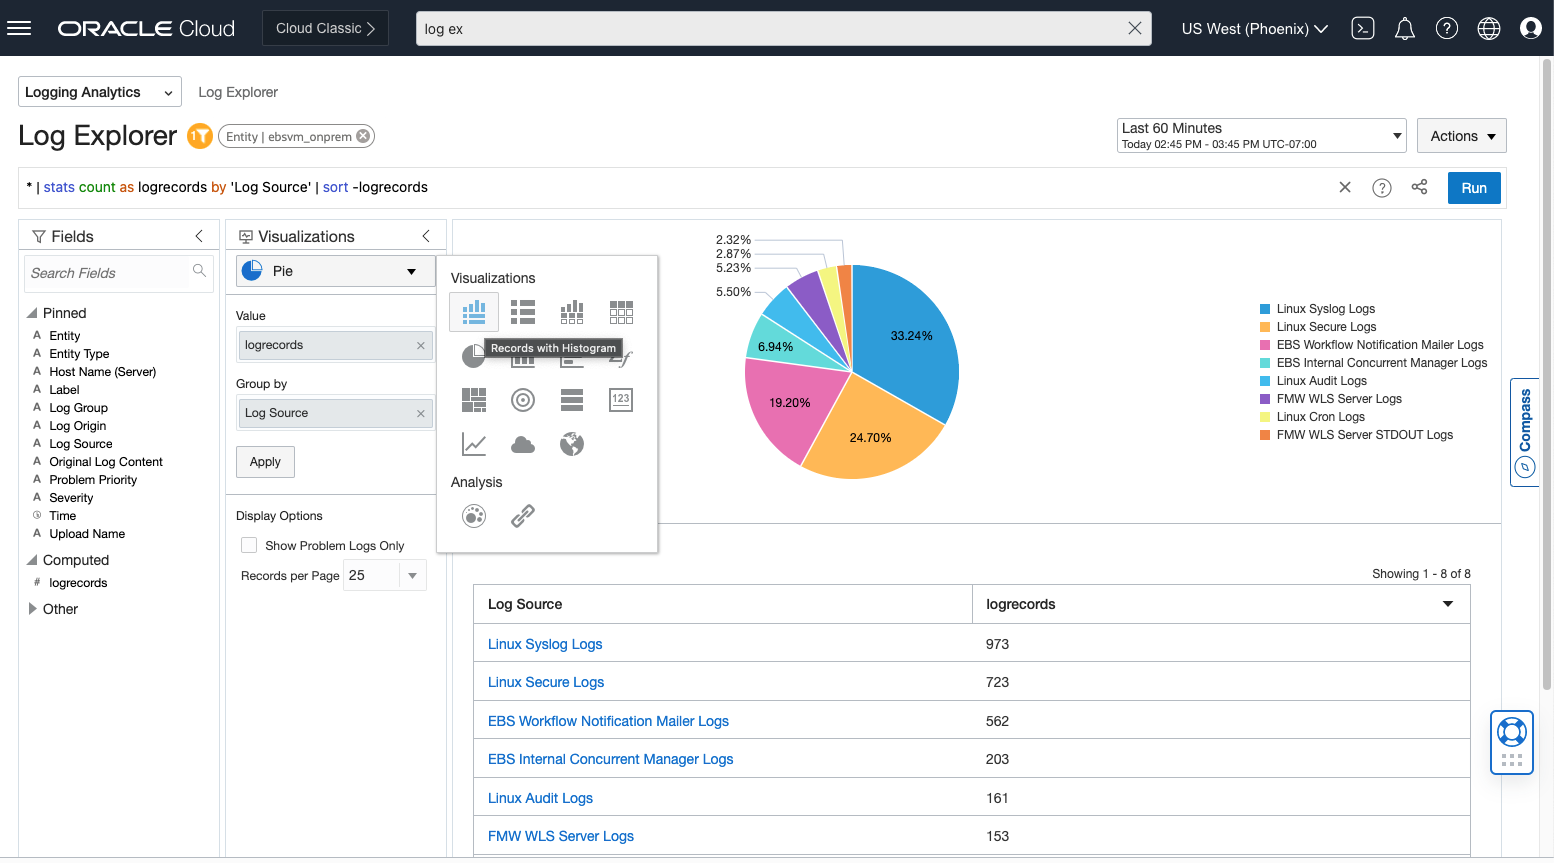 ORACLE Cloud
Cloud Classic
log ex
US West (Phoenix)
Logging Analytics
Log Explorer
Log Explorer
1
Entity | ebsvm_onprem
Last 60 Minutes
Today 02:45 PM - 03:45 PM UTC-07:00
Actions
* | stats count as logrecords by 'Log Source' | sort -logrecords
Run
Fields
Search Fields
Pinned
A Entity
A Entity Type
A Host Name (Server)
A Label
A Log Group
A Log Origin
A Log Source
A Original Log Content
A Problem Priority
A Severity
Time
A Upload Name
Computed
# logrecords
Other
Visualizations
Pie
Value
logrecords
Group by
Log Source
Apply
Display Options
Show Problem Logs Only
Records per Page 25
Visualizations
Records with Histogram
123
Analysis
2.32%
2.87%
5.23%
5.50%
6.94%
19.20%
24.70%
33.24%
Linux Syslog Logs
Linux Secure Logs
EBS Workflow Notification Mailer Logs
EBS Internal Concurrent Manager Logs
Linux Audit Logs
FMW WLS Server Logs
Linux Cron Logs
FMW WLS Server STDOUT Logs
Compass
Showing 1 - 8 of 8
Log Source logrecords
Linux Syslog Logs 973
Linux Secure Logs 723
EBS Workflow Notification Mailer Logs 562
EBS Internal Concurrent Manager Logs 203
Linux Audit Logs 161
FMW WLS Server Logs 153